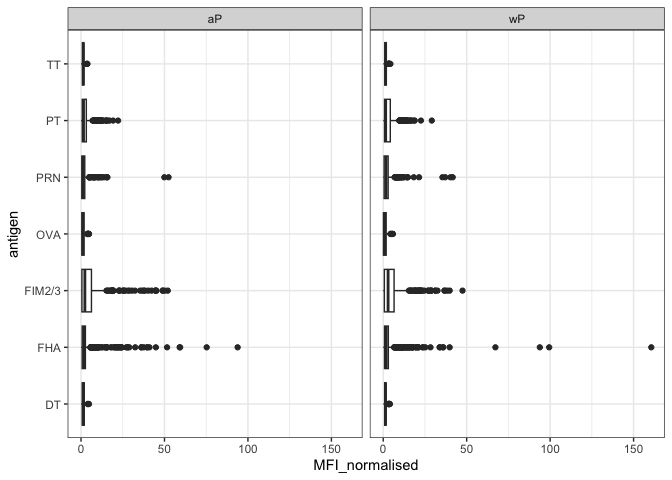 aP
wP
antigen
TT
PT
PRN
OVA
FIM2/3
FHA
DT
0 50 100 150
0 50 100 150
MFI_normalised